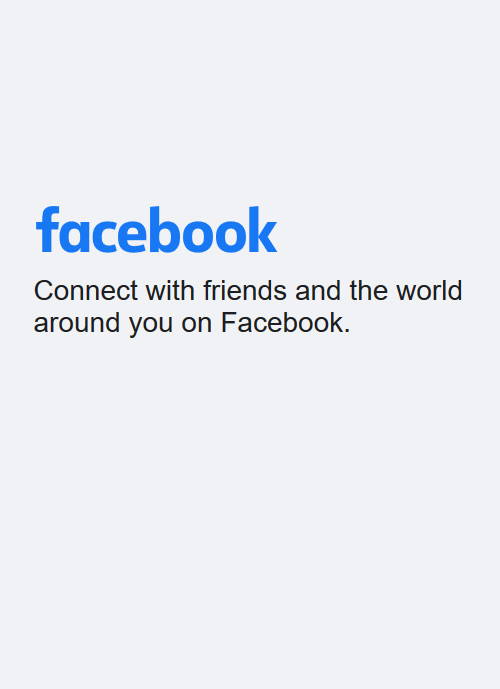 facebook
Connect with friends and the world
around you on Facebook.